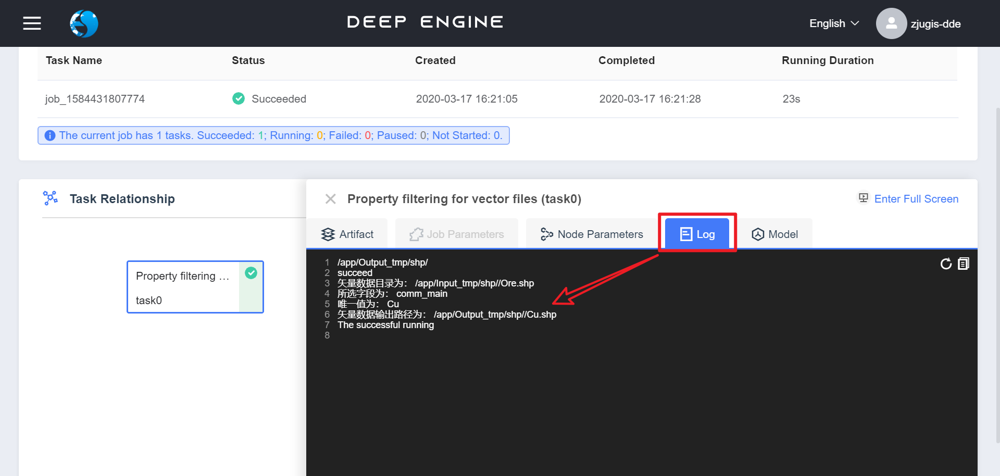 DEEP ENGINE
English
zjugis-dde
Task Name Status Created Completed Running Duration
job_1584431807774 Succeeded 2020-03-17 16:21:05 2020-03-17 16:21:28 23s
The current job has 1 tasks. Succeeded: 1; Running: 0; Failed: 0; Paused: 0; Not Started: 0.
Task Relationship
Property filtering ...
task0
Property filtering for vector files (task0)
Enter Full Screen
Artifact Job Parameters Node Parameters Log Model
1 /app/Output_tmp/shp/
2 succeed
3 矢量数据目录为： /app/Input_tmp/shp//Ore.shp
4 所选字段为： comm_main
5 唯一值为： Cu
6 矢量数据输出路径为： /app/Output_tmp/shp//Cu.shp
7 The successful running
8